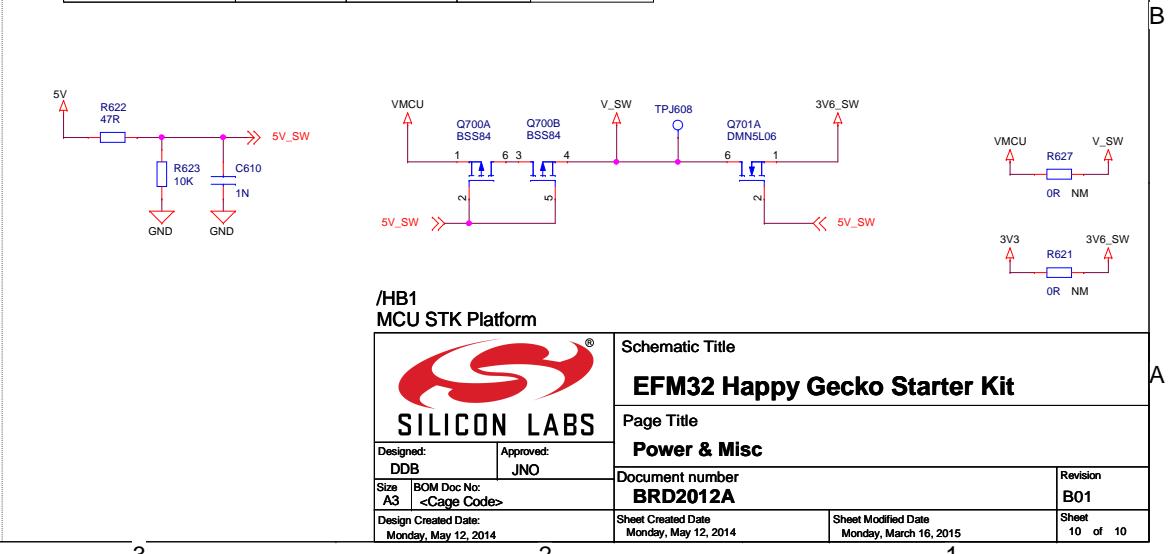 B
5V
R622
47R
5V_SW
R623
10K
C610
1N
GND
GND
VMCU
Q700A
BSS84
Q700B
BSS84
V_SW
TPJ608
Q701A
DMN5L06
3V6_SW
1
6
3
4
6
1
2
5
2
5V_SW
5V_SW
VMCU
V_SW
R627
0R NM
3V3
3V6_SW
R621
0R NM
/HB1
MCU STK Platform
®
SILICON LABS
Schematic Title
EFM32 Happy Gecko Starter Kit
A
Page Title
Power & Misc
Designed:
DDB
Approved:
JNO
Document number
BRD2012A
Revision
B01
Size
A3
BOM Doc No:
<Cage Code>
Design Created Date:
Monday, May 12, 2014
Sheet Created Date
Monday, May 12, 2014
Sheet Modified Date
Monday, March 16, 2015
Sheet
10 of 10